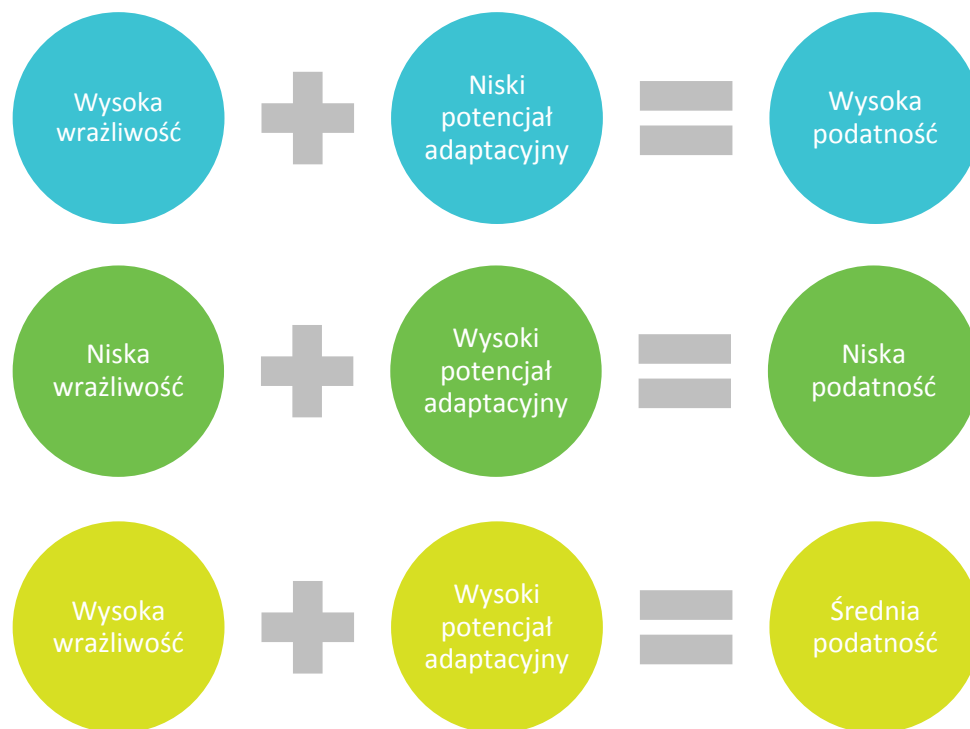 Wysoka
wrażliwość
Niski
potencjał
adaptacyjny
Wysoka
podatność
Niska
wrażliwość
Wysoki
potencjał
adaptacyjny
Niska
podatność
Wysoka
wrażliwość
Wysoki
potencjał
adaptacyjny
Średnia
podatność